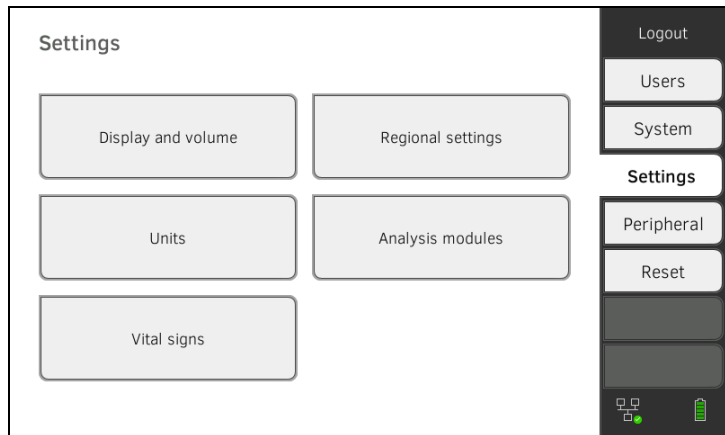 Settings
Display and volume
Regional settings
Units
Analysis modules
Vital signs
Logout
Users
System
Settings
Peripheral
Reset